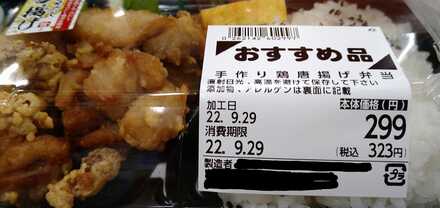 おすすめ品
手作り鶏唐揚げ弁当
直射日光、高温を避けて保存して下さい
添加物、アレルゲンは裏面に記載
加工日
22. 9.29
消費期限
22. 9.29
本体価格(円)
299
(税込 323円)
製造者
プラ